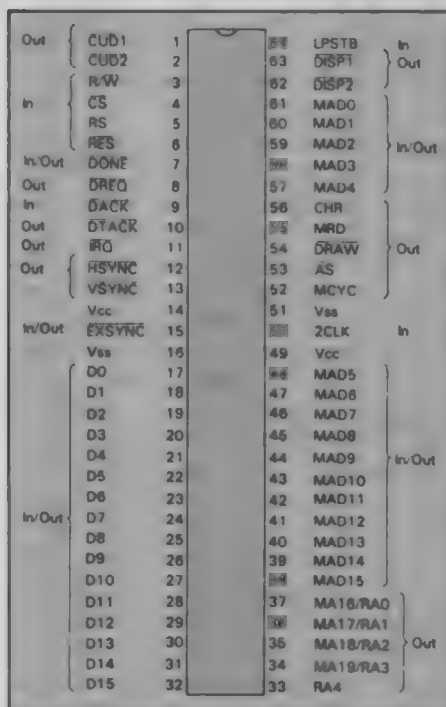 Out CUD1 1 LPSTB In
CUD2 2 63 DISP1 Out
R/W 3 62 DISP2
In CS 4 61 MAD0
RS 5 60 MAD1
RES 6 59 MAD2 In/Out
In/Out DONE 7 MAD3
Out DREQ 8 57 MAD4
In DACK 9 56 CHR
Out DTACK 10 MRD
Out IRQ 11 54 DRAW Out
Out HSYNC 12 53 AS
VSYNC 13 52 MCYC
Vcc 14 51 Vss
In/Out EXSYNC 15 2CLK In
Vss 16 49 Vcc
D0 17 MAD5
D1 18 47 MAD6
D2 19 46 MAD7
D3 20 45 MAD8
D4 21 44 MAD9
D5 22 43 MAD10 In/Out
D6 23 42 MAD11
In/Out D7 24 41 MAD12
D8 25 40 MAD13
D9 26 39 MAD14
D10 27 MAD15
D11 28 37 MA16/RA0
D12 29 MA17/RA1
D13 30 35 MA18/RA2 Out
D14 31 34 MA19/RA3
D15 32 33 RA4